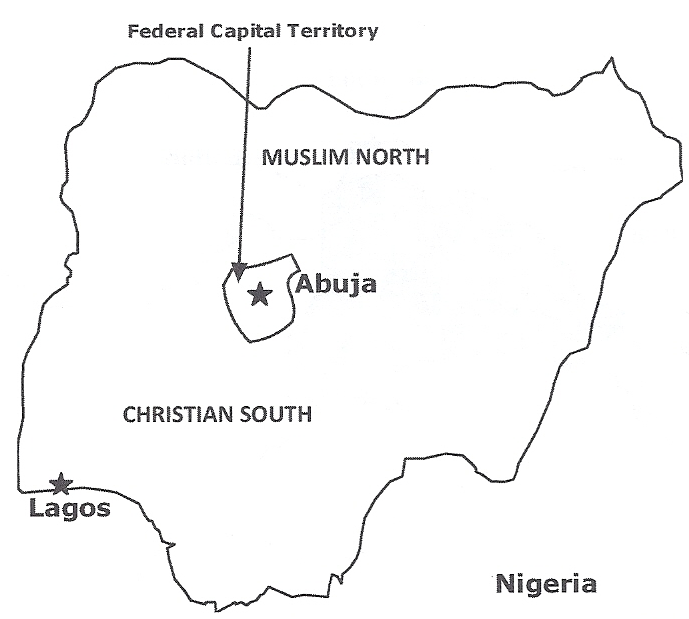 Federal Capital Territory
MUSLIM NORTH
Abuja
CHRISTIAN SOUTH
Lagos
Nigeria